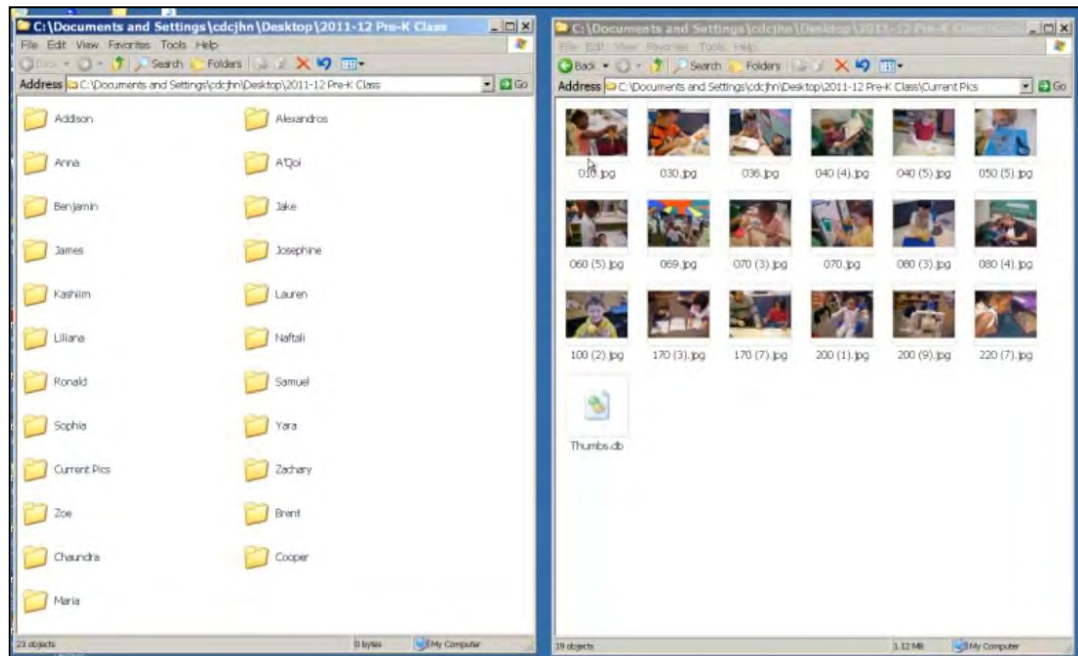 C:\Documents and Settings\cdcjhn\Desktop\2011-12 Pre-K Class
File Edit View Favorites Tools Help
Search Folders
Address C:\Documents and Settings\cdcjhn\Desktop\2011-12 Pre-K Class Go
Addison Alexandros
Anna
Benjamin Jake
James Josephine
Kashiim Lauren
Liliana Naftali
Ronald Samuel
Sophia Yara
Current Pics Zachary
Zoe Brent
Chaundra Cooper
Maria
23 objects 0 bytes My Computer
C:\Documents and Settings\cdcjhn\Desktop\2011-12 Pre-K Class
File Edit View Favorites Tools Help
Back Search Folders
Address C:\Documents and Settings\cdcjhn\Desktop\2011-12 Pre-K Class\Current Pics Go
010.jpg 030.jpg 036.jpg 040 (4).jpg 040 (5).jpg 050 (5).jpg
060 (5).jpg 069.jpg 070 (3).jpg 070.jpg 080 (3).jpg 080 (4).jpg
100 (2).jpg 170 (3).jpg 170 (7).jpg 200 (1).jpg 200 (9).jpg 220 (7).jpg
Thumbs.db
19 objects 1.12 MB My Computer